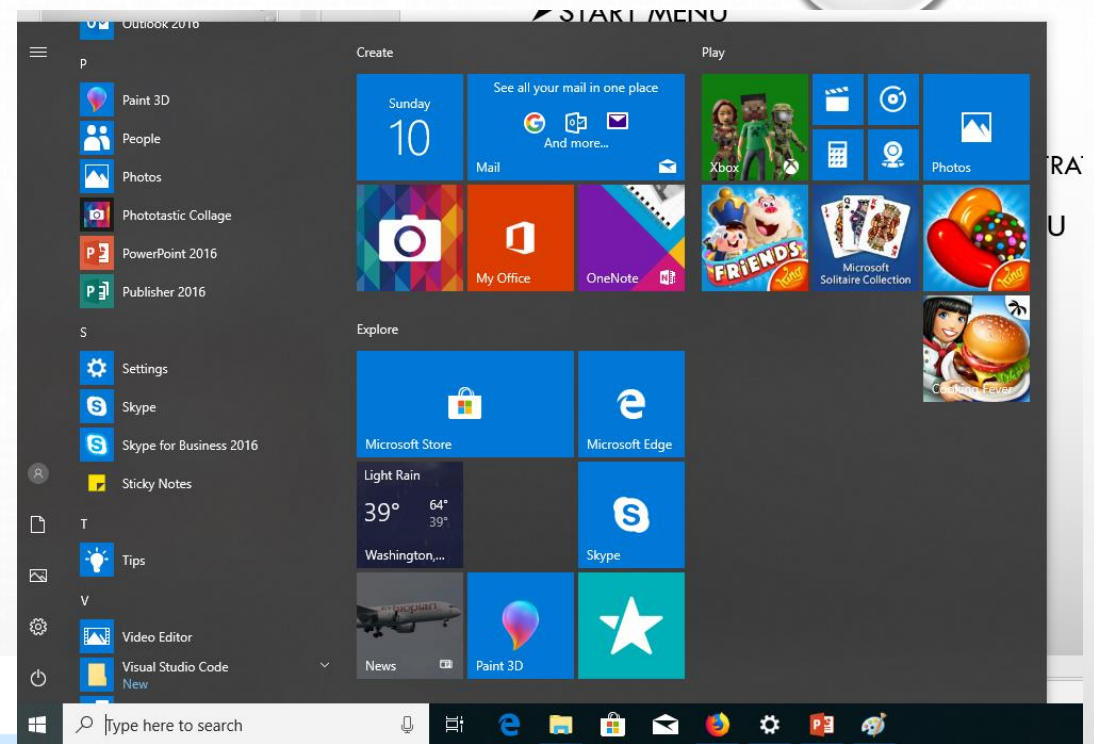 ➤START MENU
Outlook 2016
P
Paint 3D
People
Photos
Phototastic Collage
PowerPoint 2016
Publisher 2016
S
Settings
Skype
Skype for Business 2016
Sticky Notes
T
Tips
V
Video Editor
Visual Studio Code
New
Create
Sunday
10
See all your mail in one place
And more...
Mail
My Office
OneNote
Explore
Microsoft Store
Microsoft Edge
Light Rain
39° 64°
39°
Washington,...
Skype
News
Paint 3D
Play
Xbox
Photos
FRIENDS
King
Microsoft
Solitaire Collection
King
Cooking Fever
RAT
U
Type here to search